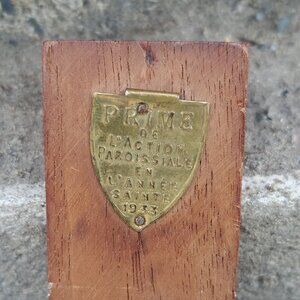 PRIME
DE
L'ACTION
PAROISSIALE
EN
L'ANNÉE
SAINTE
1933